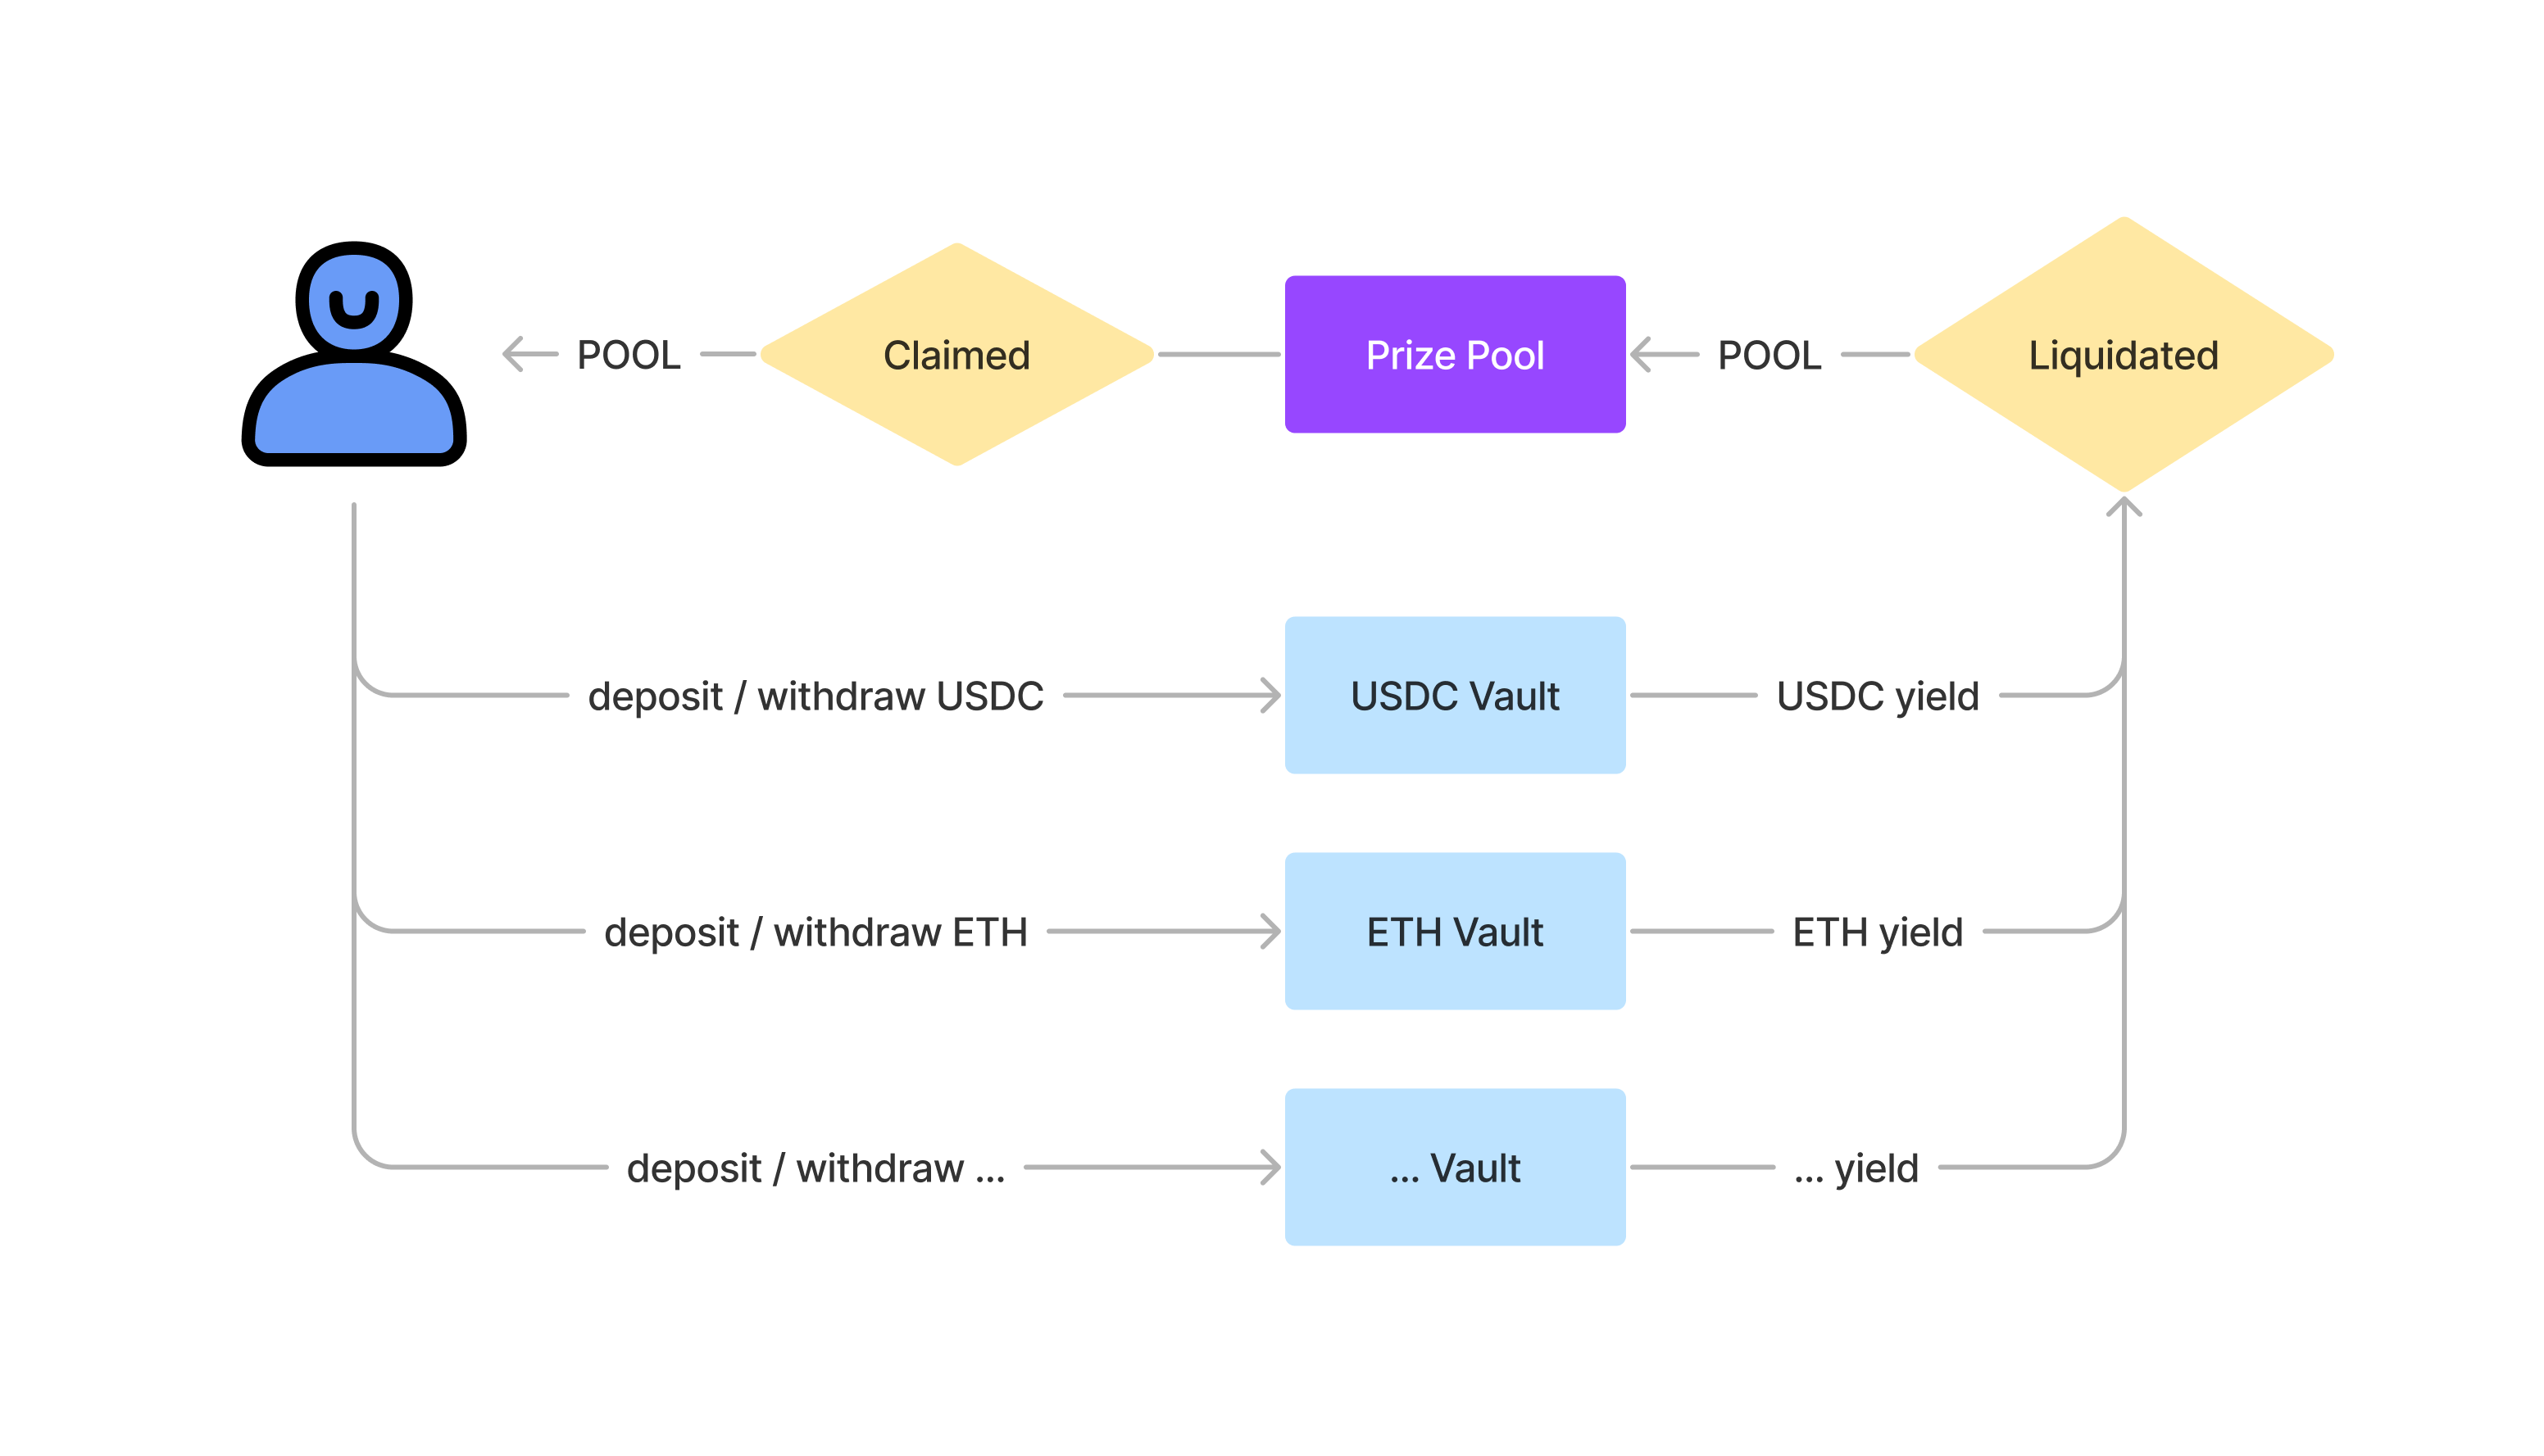 POOL
Claimed
Prize Pool
POOL
Liquidated
deposit / withdraw USDC
USDC Vault
USDC yield
deposit / withdraw ETH
ETH Vault
ETH yield
deposit / withdraw ...
... Vault
... yield